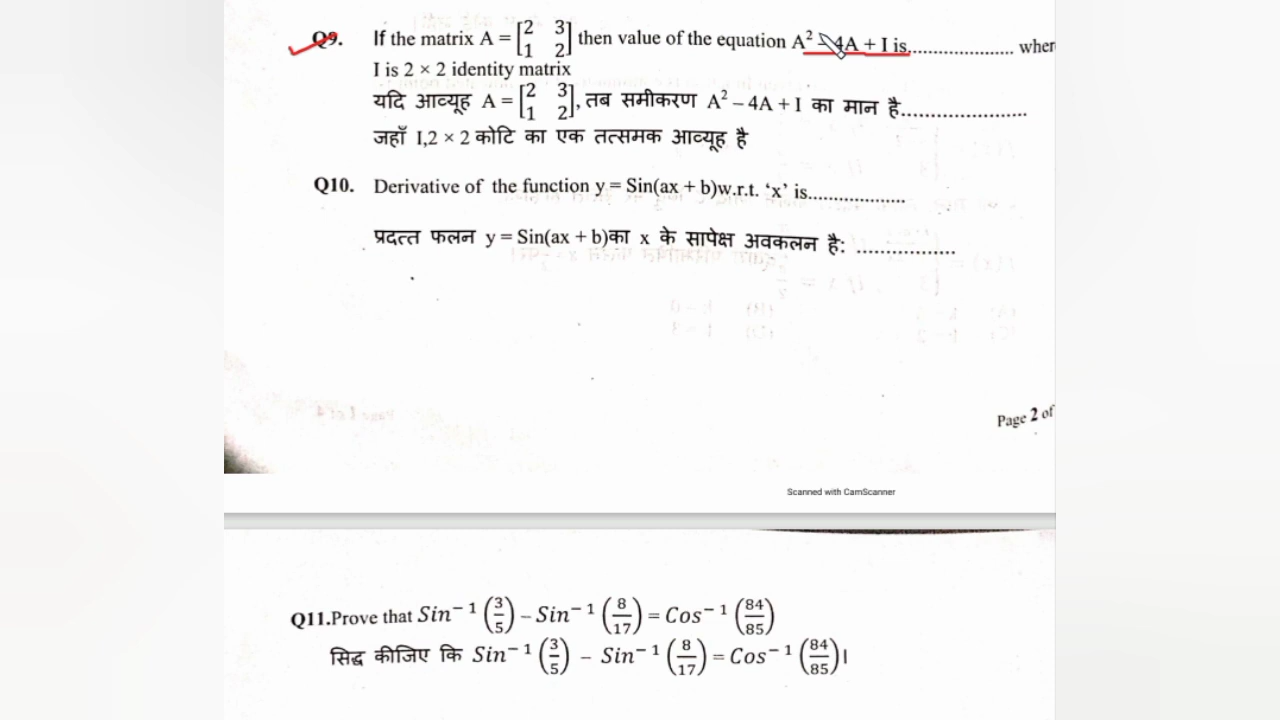 Q9. If the matrix A = [2 3 1 2] then value of the equation A² – 4A + I is.................... wher
I is 2 × 2 identity matrix
यदि आव्यूह A = [2 3 1 2], तब समीकरण A² – 4A + I का मान है......................
जहाँ I,2 × 2 कोटि का एक तत्समक आव्यूह है
Q10. Derivative of the function y = Sin(ax + b)w.r.t. ‘x’ is...................
प्रदत्त फलन y = Sin(ax + b)का x के सापेक्ष अवकलन है: .................
Page 2 of
Scanned with CamScanner
Q11.Prove that Sin⁻¹ (3/5) – Sin⁻¹ (8/17) = Cos⁻¹ (84/85)
सिद्ध कीजिए कि Sin⁻¹ (3/5) – Sin⁻¹ (8/17) = Cos⁻¹ (84/85)।